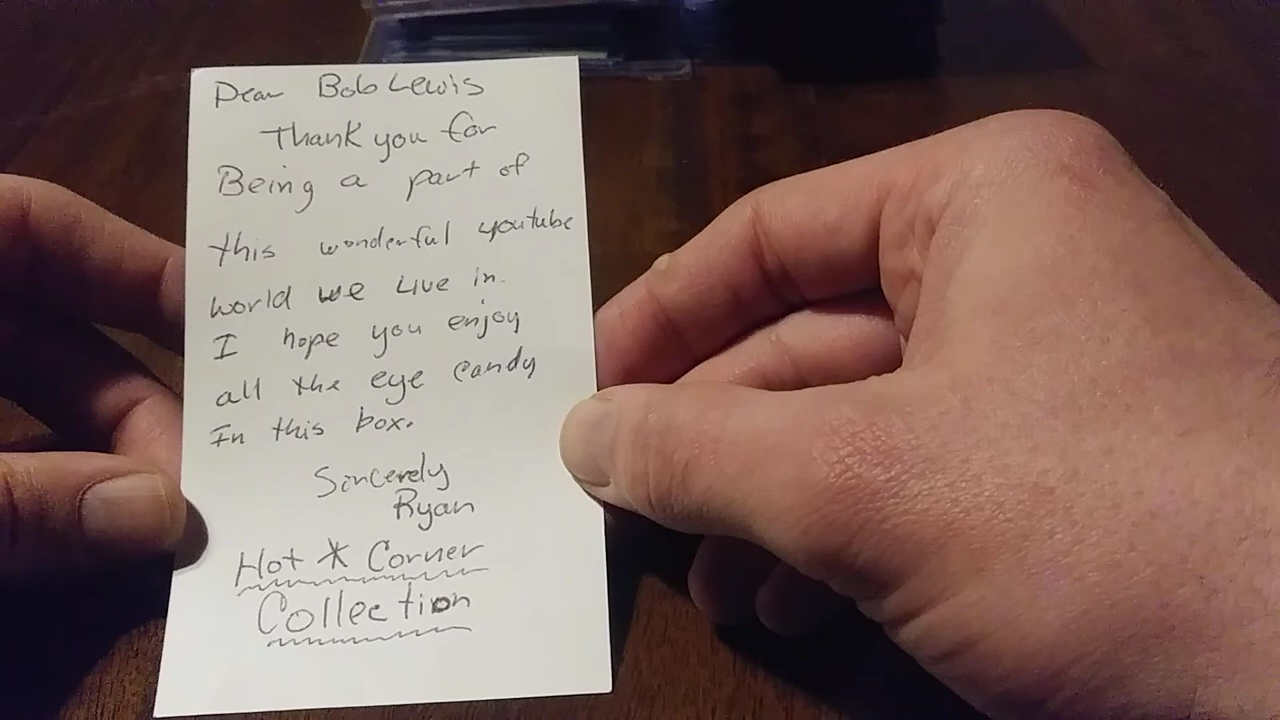 Dear Bob Lewis
Thank you for
Being a part of
this wonderful youtube
world we Live in.
I hope you enjoy
all the eye candy
In this box.
Sincerely
Ryan
Hot * Corner
Collection